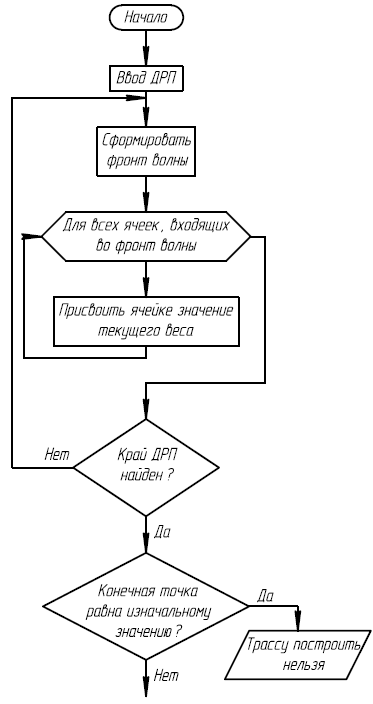 Начало
Ввод ДРП
Сформировать
фронт волны
Для всех ячеек, входящих
во фронт волны
Присвоить ячейке значение
текущего веса
Нет
Край ДРП
найден ?
Да
Конечная точка
равна изначальному
значению ?
Да
Трассу построить
нельзя
Нет